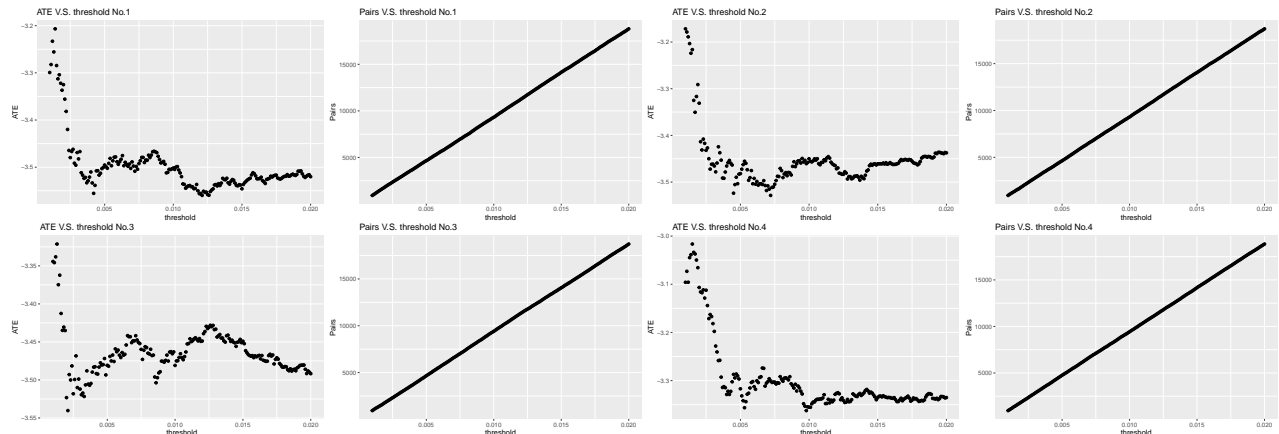 ATE V.S. threshold No.1
−3.2
−3.3
−3.4
−3.5
ATE
0.005 0.010 0.015 0.020
threshold
Pairs V.S. threshold No.1
15000
10000
5000
Pairs
0.005 0.010 0.015 0.020
threshold
ATE V.S. threshold No.2
−3.2
−3.3
−3.4
−3.5
ATE
0.005 0.010 0.015 0.020
threshold
Pairs V.S. threshold No.2
15000
10000
5000
Pairs
0.005 0.010 0.015 0.020
threshold
ATE V.S. threshold No.3
−3.35
−3.40
−3.45
−3.50
−3.55
ATE
0.005 0.010 0.015 0.020
threshold
Pairs V.S. threshold No.3
15000
10000
5000
Pairs
0.005 0.010 0.015 0.020
threshold
ATE V.S. threshold No.4
−3.0
−3.1
−3.2
−3.3
ATE
0.005 0.010 0.015 0.020
threshold
Pairs V.S. threshold No.4
15000
10000
5000
Pairs
0.005 0.010 0.015 0.020
threshold